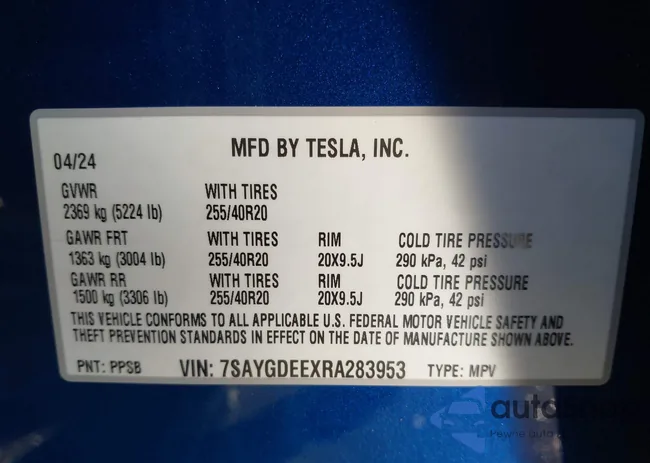 MFD BY TESLA, INC.
04/24
GVWR WITH TIRES
2369 kg (5224 lb) 255/40R20
GAWR FRT WITH TIRES RIM COLD TIRE PRESSURE
1363 kg (3004 lb) 255/40R20 20X9.5J 290 kPa, 42 psi
GAWR RR WITH TIRES RIM COLD TIRE PRESSURE
1500 kg (3306 lb) 255/40R20 20X9.5J 290 kPa, 42 psi
THIS VEHICLE CONFORMS TO ALL APPLICABLE U.S. FEDERAL MOTOR VEHICLE SAFETY AND
THEFT PREVENTION STANDARDS IN EFFECT ON THE DATE OF MANUFACTURE SHOWN ABOVE.
PNT: PPSB VIN: 7SAYGDEEXRA283953 TYPE: MPV